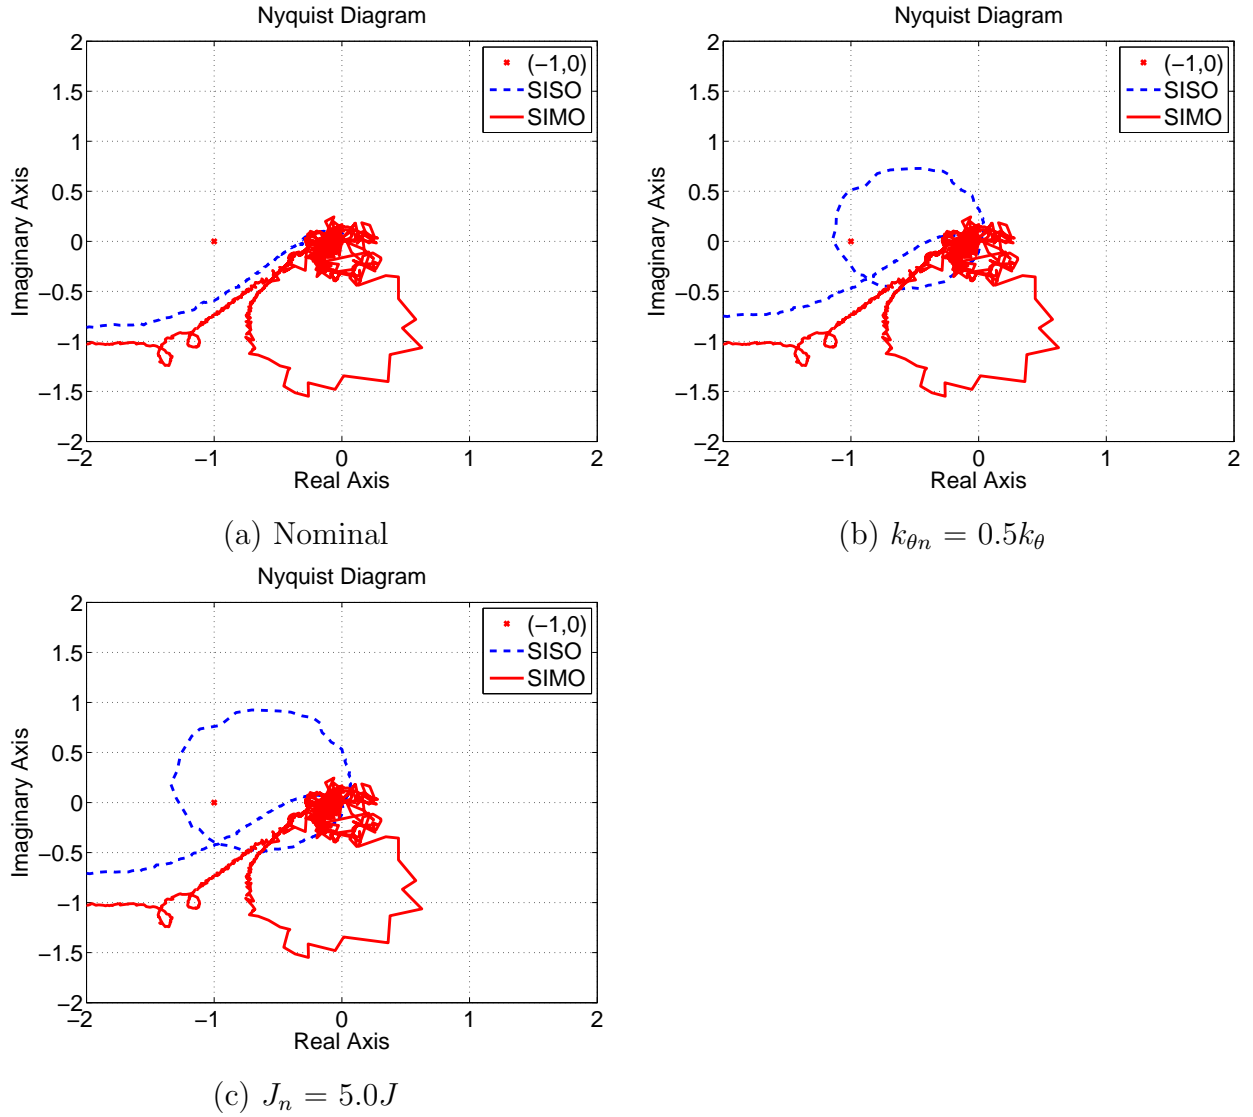 Nyquist Diagram
2
1.5
1
0.5
0
−0.5
−1
−1.5
−2
−2
−1
0
1
2
Imaginary Axis
Real Axis
(−1,0)
SISO
SIMO
(a) Nominal
Nyquist Diagram
2
1.5
1
0.5
0
−0.5
−1
−1.5
−2
−2
−1
0
1
2
Imaginary Axis
Real Axis
(−1,0)
SISO
SIMO
(b) kθn = 0.5kθ
Nyquist Diagram
2
1.5
1
0.5
0
−0.5
−1
−1.5
−2
−2
−1
0
1
2
Imaginary Axis
Real Axis
(−1,0)
SISO
SIMO
(c) Jn = 5.0J